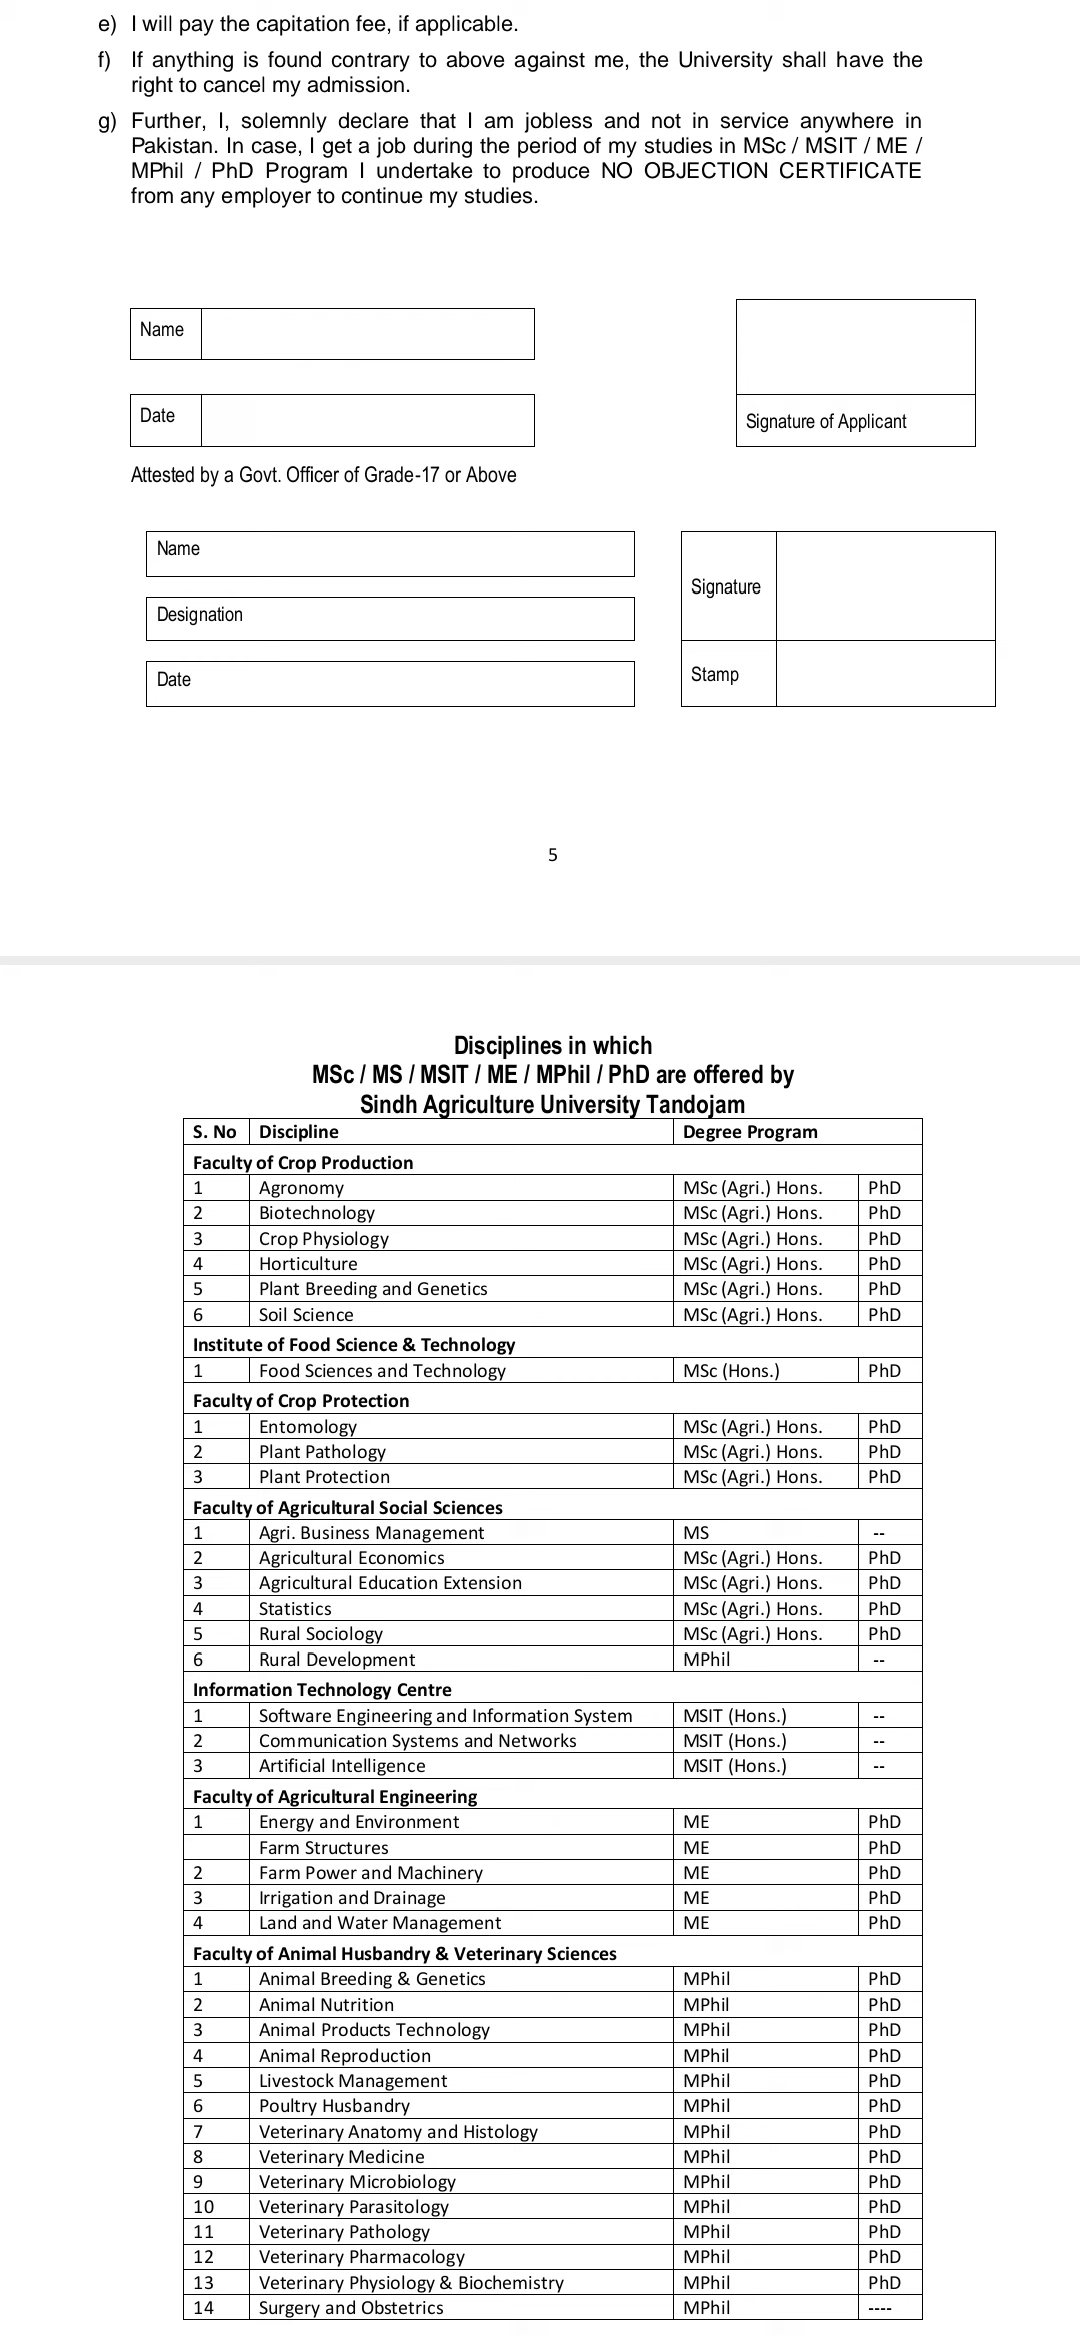 e) I will pay the capitation fee, if applicable.
f) If anything is found contrary to above against me, the University shall have the
right to cancel my admission.
g) Further, I, solemnly declare that I am jobless and not in service anywhere in
Pakistan. In case, I get a job during the period of my studies in MSc / MSIT / ME /
MPhil / PhD Program I undertake to produce NO OBJECTION CERTIFICATE
from any employer to continue my studies.
Name
Date
Signature of Applicant
Attested by a Govt. Officer of Grade-17 or Above
Name
Designation
Date
Signature
Stamp
5
Disciplines in which
MSc / MS / MSIT / ME / MPhil / PhD are offered by
Sindh Agriculture University Tandojam
S. No Discipline Degree Program
Faculty of Crop Production
1 Agronomy MSc (Agri.) Hons. PhD
2 Biotechnology MSc (Agri.) Hons. PhD
3 Crop Physiology MSc (Agri.) Hons. PhD
4 Horticulture MSc (Agri.) Hons. PhD
5 Plant Breeding and Genetics MSc (Agri.) Hons. PhD
6 Soil Science MSc (Agri.) Hons. PhD
Institute of Food Science & Technology
1 Food Sciences and Technology MSc (Hons.) PhD
Faculty of Crop Protection
1 Entomology MSc (Agri.) Hons. PhD
2 Plant Pathology MSc (Agri.) Hons. PhD
3 Plant Protection MSc (Agri.) Hons. PhD
Faculty of Agricultural Social Sciences
1 Agri. Business Management MS --
2 Agricultural Economics MSc (Agri.) Hons. PhD
3 Agricultural Education Extension MSc (Agri.) Hons. PhD
4 Statistics MSc (Agri.) Hons. PhD
5 Rural Sociology MSc (Agri.) Hons. PhD
6 Rural Development MPhil --
Information Technology Centre
1 Software Engineering and Information System MSIT (Hons.) --
2 Communication Systems and Networks MSIT (Hons.) --
3 Artificial Intelligence MSIT (Hons.) --
Faculty of Agricultural Engineering
1 Energy and Environment ME PhD
Farm Structures ME PhD
2 Farm Power and Machinery ME PhD
3 Irrigation and Drainage ME PhD
4 Land and Water Management ME PhD
Faculty of Animal Husbandry & Veterinary Sciences
1 Animal Breeding & Genetics MPhil PhD
2 Animal Nutrition MPhil PhD
3 Animal Products Technology MPhil PhD
4 Animal Reproduction MPhil PhD
5 Livestock Management MPhil PhD
6 Poultry Husbandry MPhil PhD
7 Veterinary Anatomy and Histology MPhil PhD
8 Veterinary Medicine MPhil PhD
9 Veterinary Microbiology MPhil PhD
10 Veterinary Parasitology MPhil PhD
11 Veterinary Pathology MPhil PhD
12 Veterinary Pharmacology MPhil PhD
13 Veterinary Physiology & Biochemistry MPhil PhD
14 Surgery and Obstetrics MPhil ----